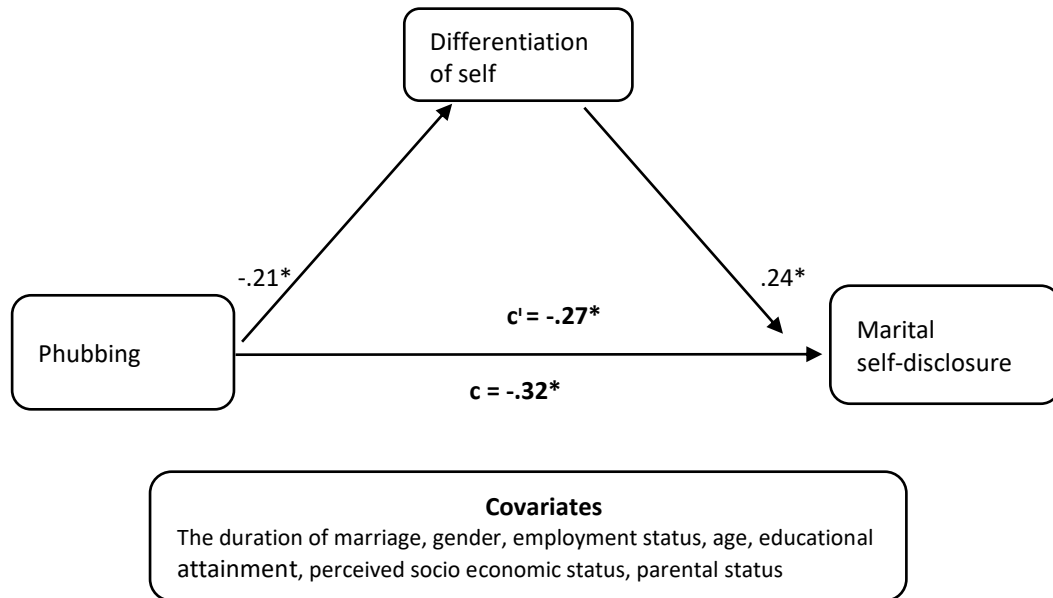 Differentiation
of self
-.21*
.24*
Phubbing
cᴵ = -.27*
c = -.32*
Marital
self-disclosure
Covariates
The duration of marriage, gender, employment status, age, educational
attainment, perceived socio economic status, parental status